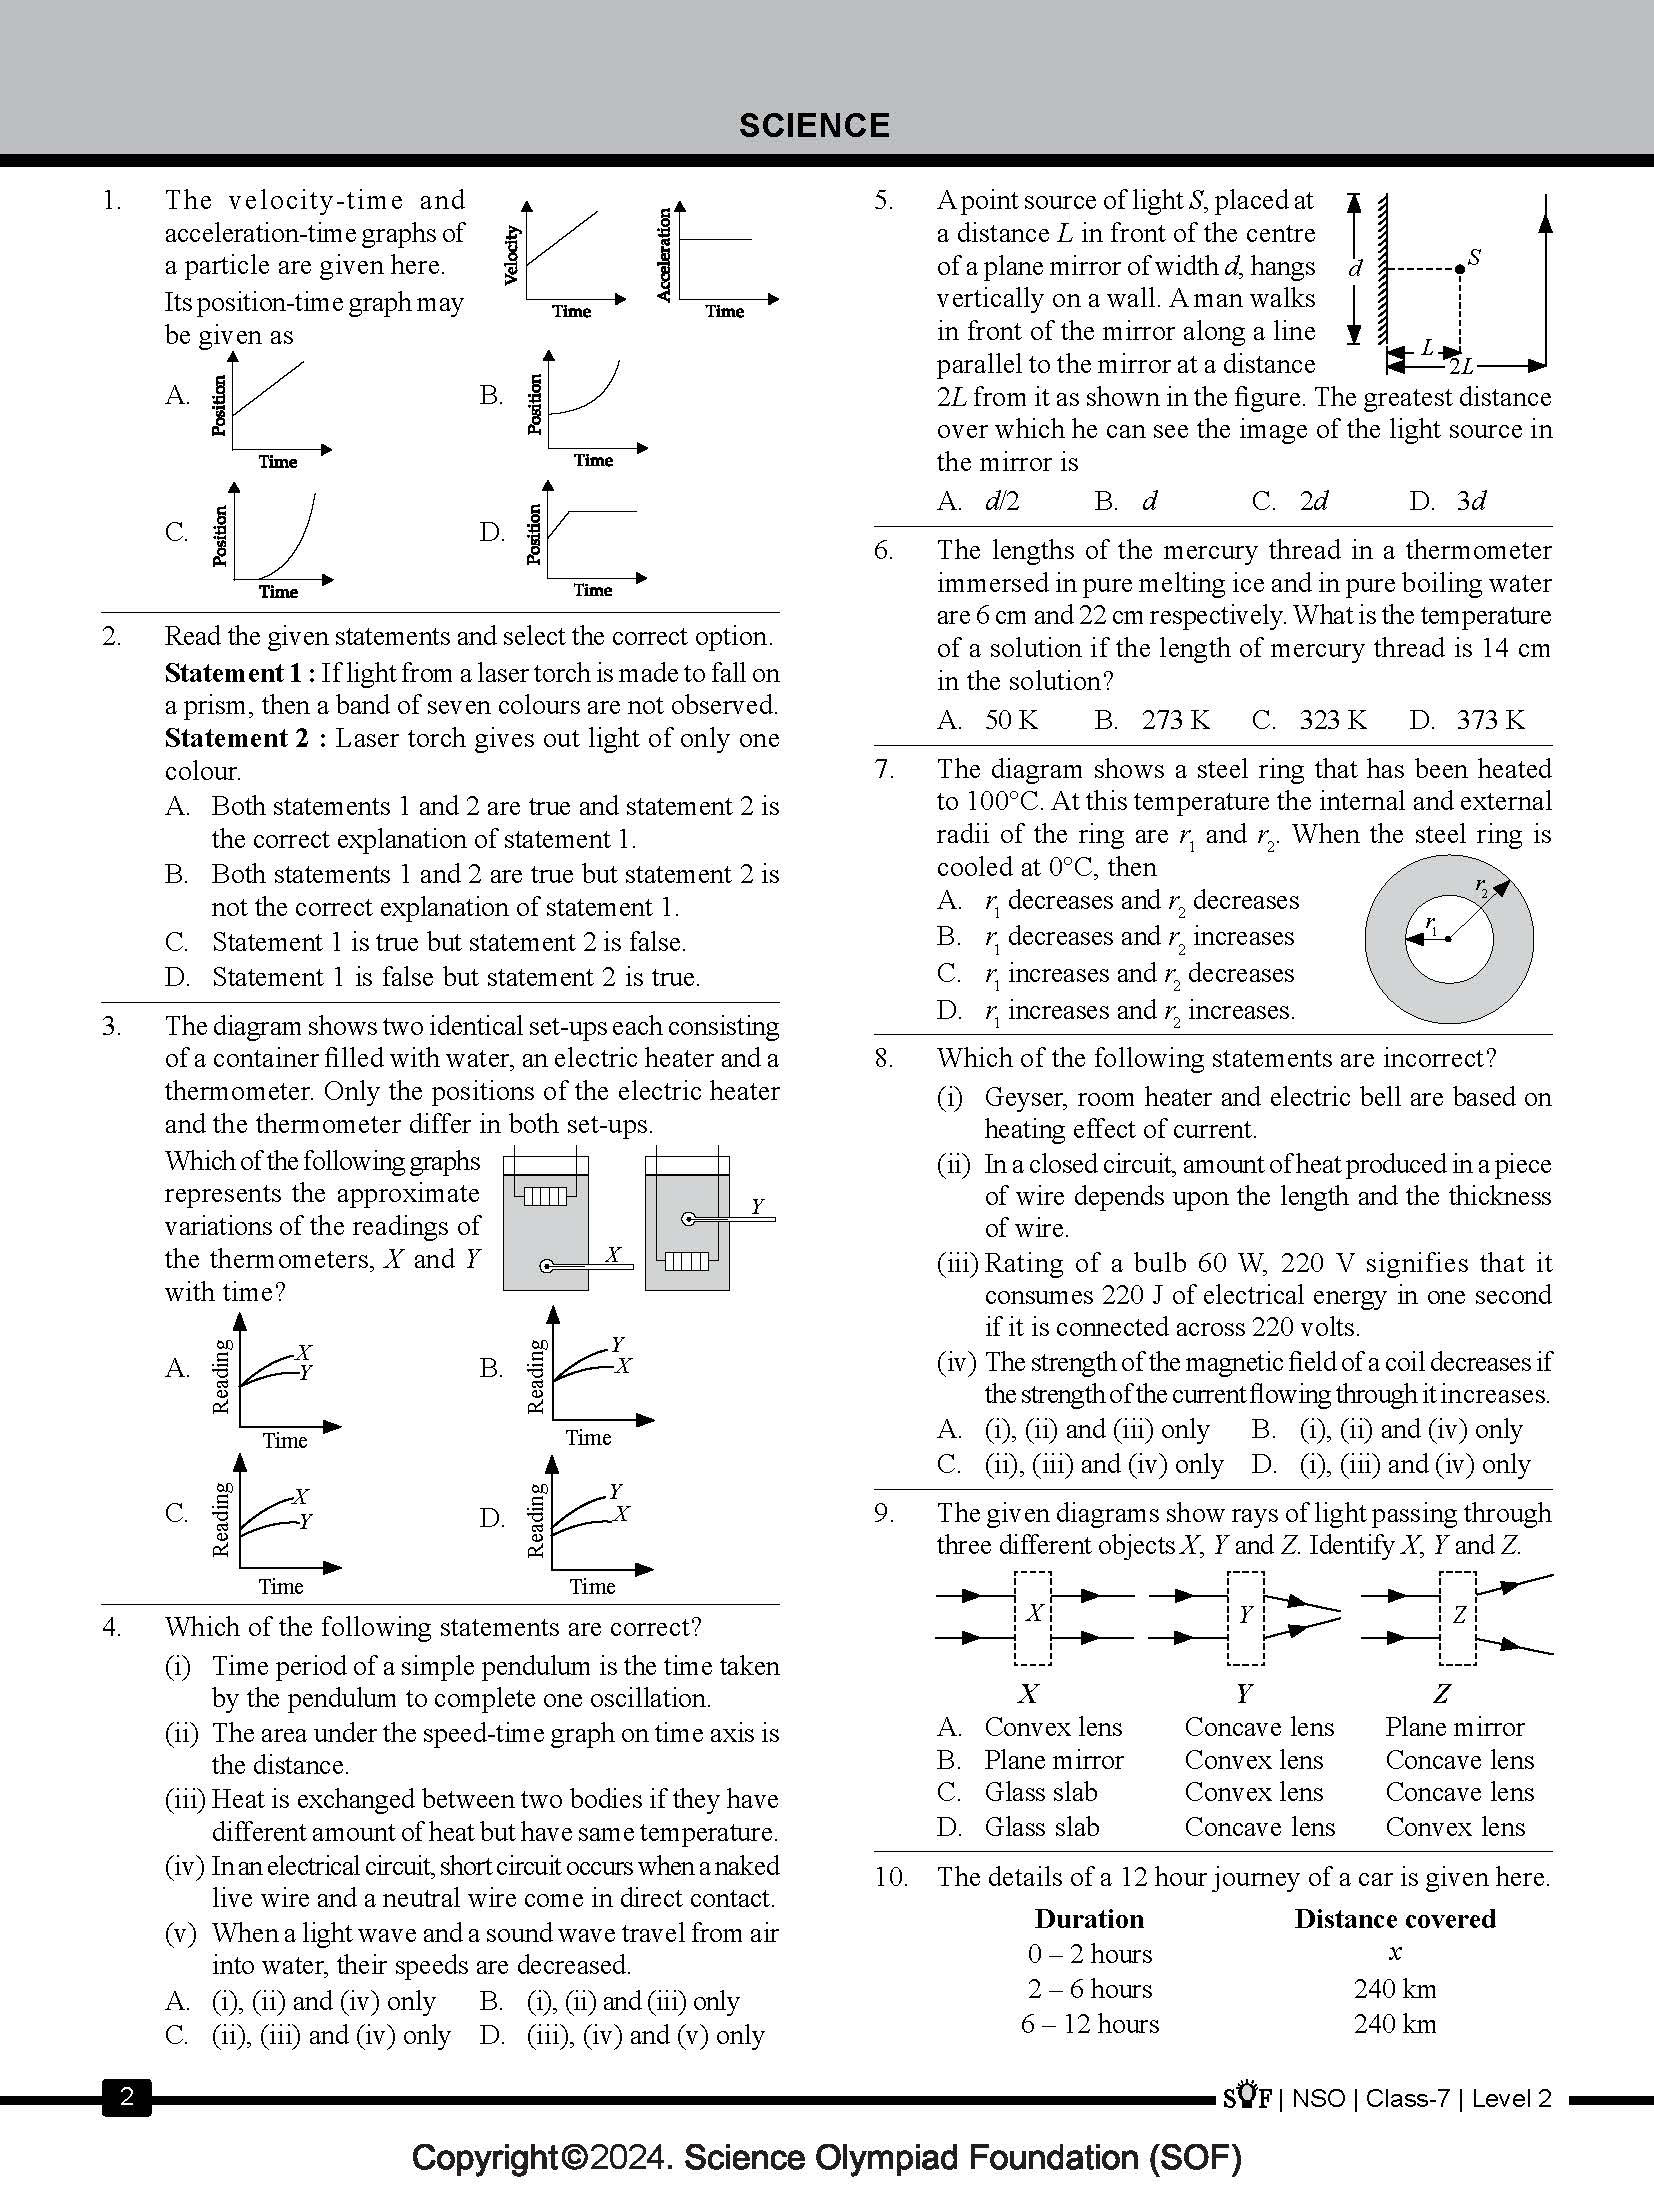 SCIENCE
1. The velocity-time and
acceleration-time graphs of
a particle are given here.
Its position-time graph may
be given as
Velocity
Time
Acceleration
Time
A. Position
Time
B. Position
Time
C. Position
Time
D. Position
Time
2. Read the given statements and select the correct option.
Statement 1 : If light from a laser torch is made to fall on
a prism, then a band of seven colours are not observed.
Statement 2 : Laser torch gives out light of only one
colour.
A. Both statements 1 and 2 are true and statement 2 is
the correct explanation of statement 1.
B. Both statements 1 and 2 are true but statement 2 is
not the correct explanation of statement 1.
C. Statement 1 is true but statement 2 is false.
D. Statement 1 is false but statement 2 is true.
3. The diagram shows two identical set-ups each consisting
of a container filled with water, an electric heater and a
thermometer. Only the positions of the electric heater
and the thermometer differ in both set-ups.
Which of the following graphs
represents the approximate
variations of the readings of
the thermometers, X and Y
with time?
X
Y
A. Reading
X
Y
Time
B. Reading
Y
X
Time
C. Reading
X
Y
Time
D. Reading
Y
X
Time
4. Which of the following statements are correct?
(i) Time period of a simple pendulum is the time taken
by the pendulum to complete one oscillation.
(ii) The area under the speed-time graph on time axis is
the distance.
(iii) Heat is exchanged between two bodies if they have
different amount of heat but have same temperature.
(iv) In an electrical circuit, short circuit occurs when a naked
live wire and a neutral wire come in direct contact.
(v) When a light wave and a sound wave travel from air
into water, their speeds are decreased.
A. (i), (ii) and (iv) only B. (i), (ii) and (iii) only
C. (ii), (iii) and (iv) only D. (iii), (iv) and (v) only
5. A point source of light S, placed at
a distance L in front of the centre
of a plane mirror of width d, hangs
vertically on a wall. A man walks
in front of the mirror along a line
parallel to the mirror at a distance
2L from it as shown in the figure. The greatest distance
over which he can see the image of the light source in
the mirror is
d
S
L
2L
A. d/2 B. d C. 2d D. 3d
6. The lengths of the mercury thread in a thermometer
immersed in pure melting ice and in pure boiling water
are 6 cm and 22 cm respectively. What is the temperature
of a solution if the length of mercury thread is 14 cm
in the solution?
A. 50 K B. 273 K C. 323 K D. 373 K
7. The diagram shows a steel ring that has been heated
to 100°C. At this temperature the internal and external
radii of the ring are r1 and r2. When the steel ring is
cooled at 0°C, then
A. r1 decreases and r2 decreases
B. r1 decreases and r2 increases
C. r1 increases and r2 decreases
D. r1 increases and r2 increases.
r2
r1
8. Which of the following statements are incorrect?
(i) Geyser, room heater and electric bell are based on
heating effect of current.
(ii) In a closed circuit, amount of heat produced in a piece
of wire depends upon the length and the thickness
of wire.
(iii) Rating of a bulb 60 W, 220 V signifies that it
consumes 220 J of electrical energy in one second
if it is connected across 220 volts.
(iv) The strength of the magnetic field of a coil decreases if
the strength of the current flowing through it increases.
A. (i), (ii) and (iii) only B. (i), (ii) and (iv) only
C. (ii), (iii) and (iv) only D. (i), (iii) and (iv) only
9. The given diagrams show rays of light passing through
three different objects X, Y and Z. Identify X, Y and Z.
X Y Z
X Y Z
A. Convex lens Concave lens Plane mirror
B. Plane mirror Convex lens Concave lens
C. Glass slab Convex lens Concave lens
D. Glass slab Concave lens Convex lens
10. The details of a 12 hour journey of a car is given here.
Duration Distance covered
0 – 2 hours x
2 – 6 hours 240 km
6 – 12 hours 240 km
2
SOF | NSO | Class-7 | Level 2
Copyright©2024. Science Olympiad Foundation (SOF)